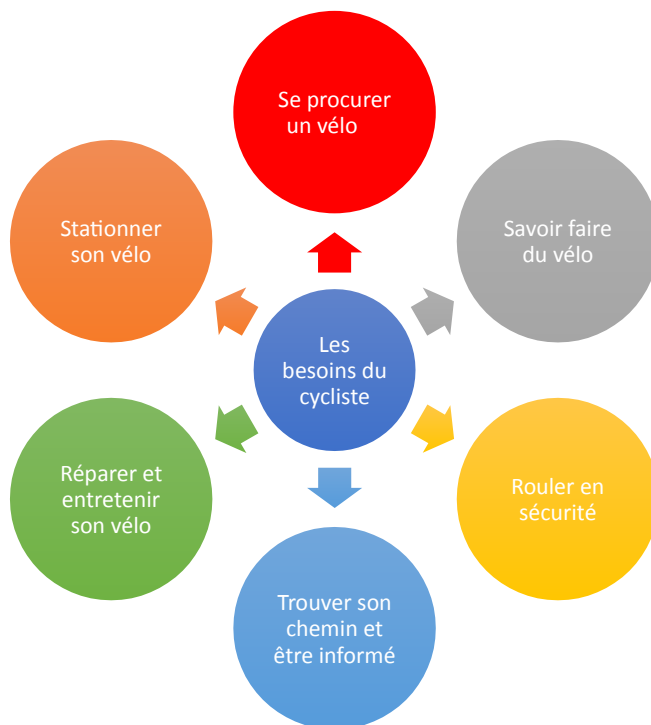 Se procurer
un vélo
Stationner
son vélo
Savoir faire
du vélo
Les
besoins du
cycliste
Réparer et
entretenir
son vélo
Rouler en
sécurité
Trouver son
chemin et
être informé